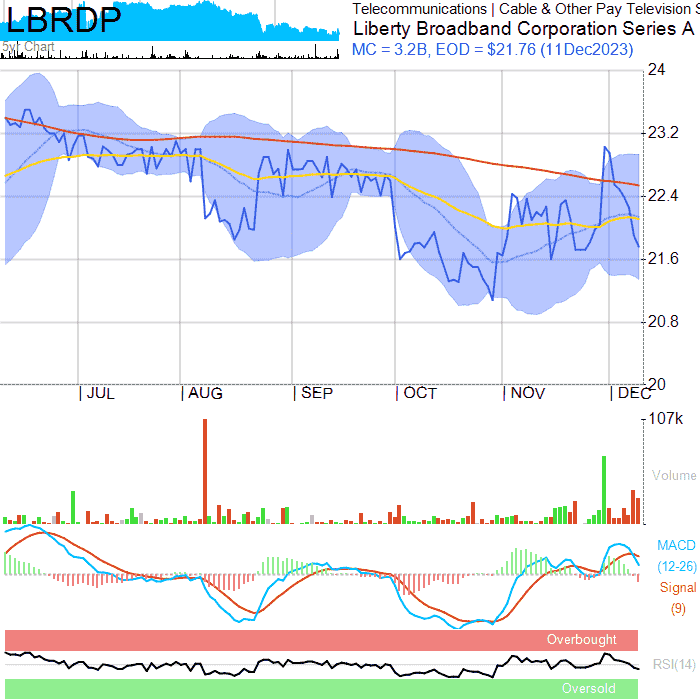 LBRDP
5yr Chart
Telecommunications | Cable & Other Pay Television S
Liberty Broadband Corporation Series A
MC = 3.2B, EOD = $21.76 (11Dec2023)
24
23.2
22.4
21.6
20.8
20
JUL AUG SEP OCT NOV DEC
107k
Volume
MACD
(12-26)
Signal
(9)
Overbought
RSI(14)
Oversold